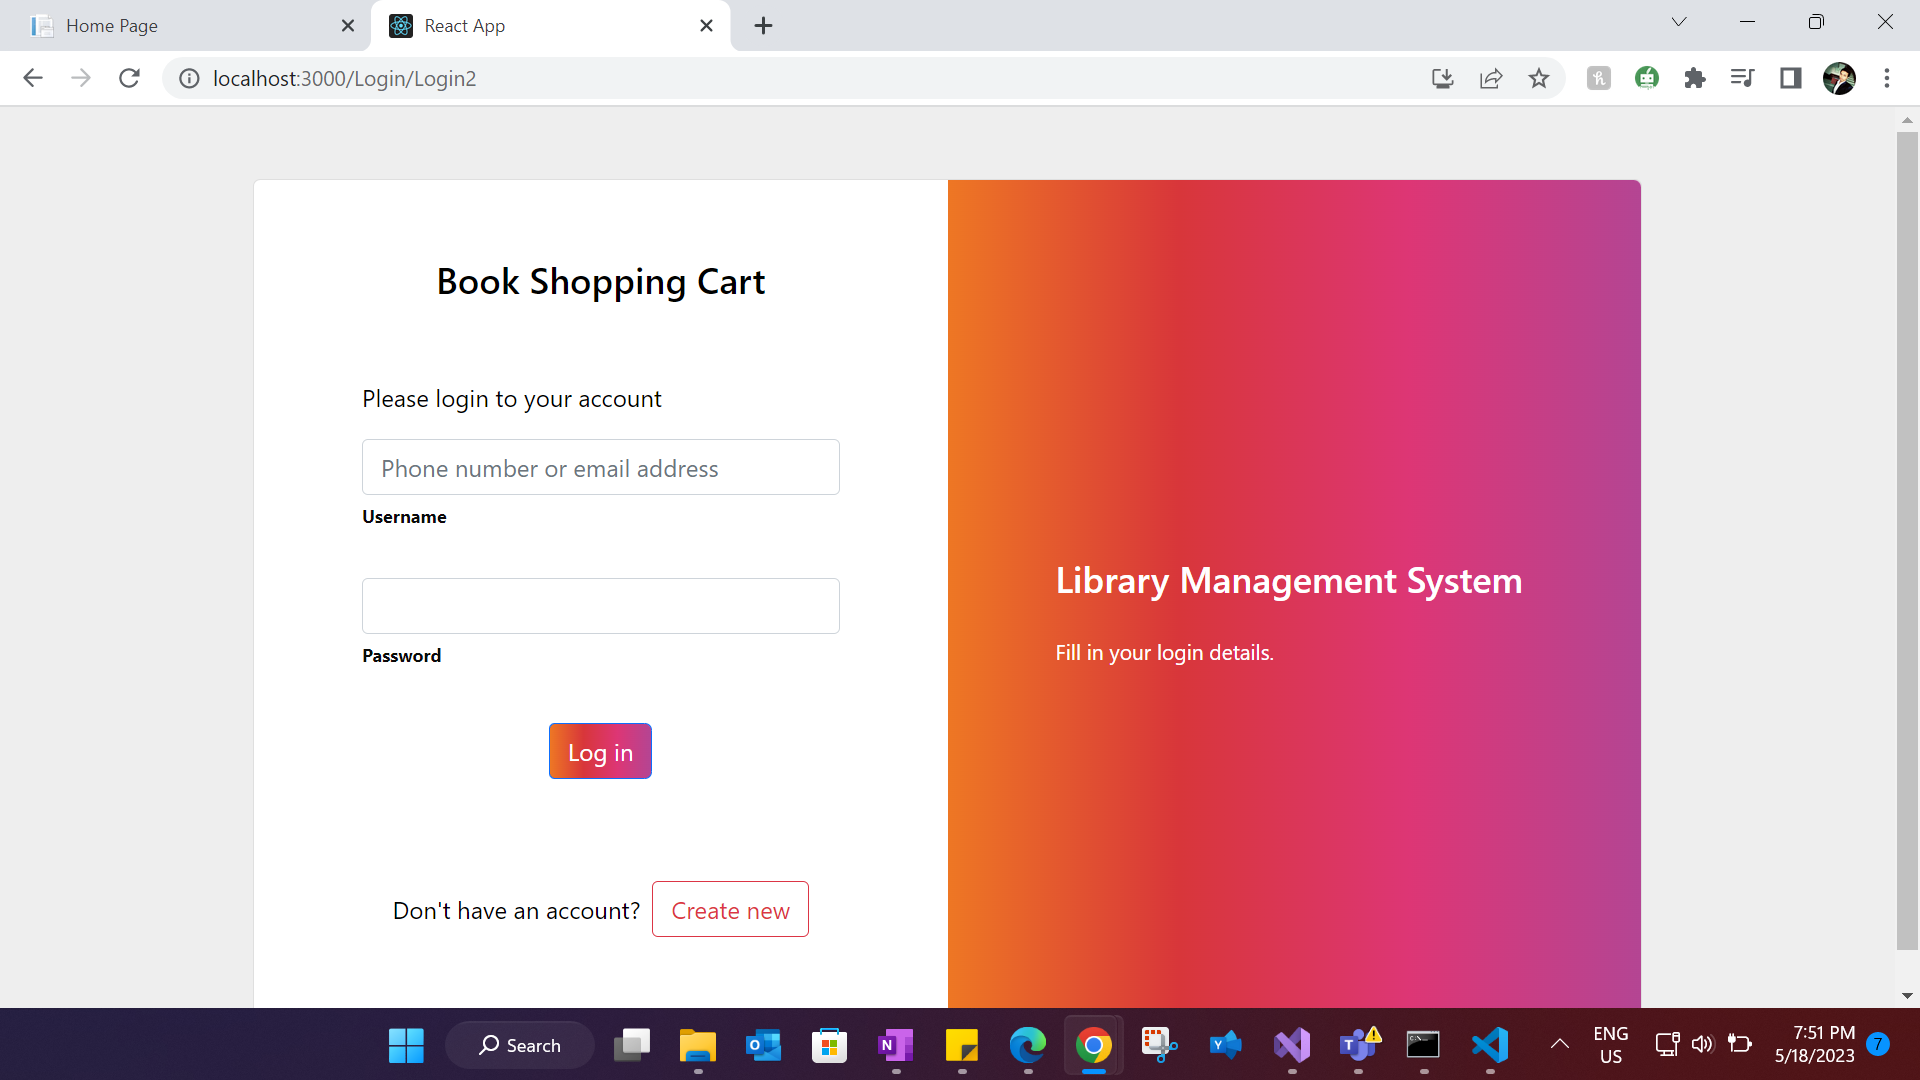 Home Page
React App
localhost:3000/Login/Login2
Book Shopping Cart
Please login to your account
Phone number or email address
Username
Password
Log in
Don't have an account? Create new
Library Management System
Fill in your login details.
Search
ENG
US
7:51 PM
5/18/2023
7